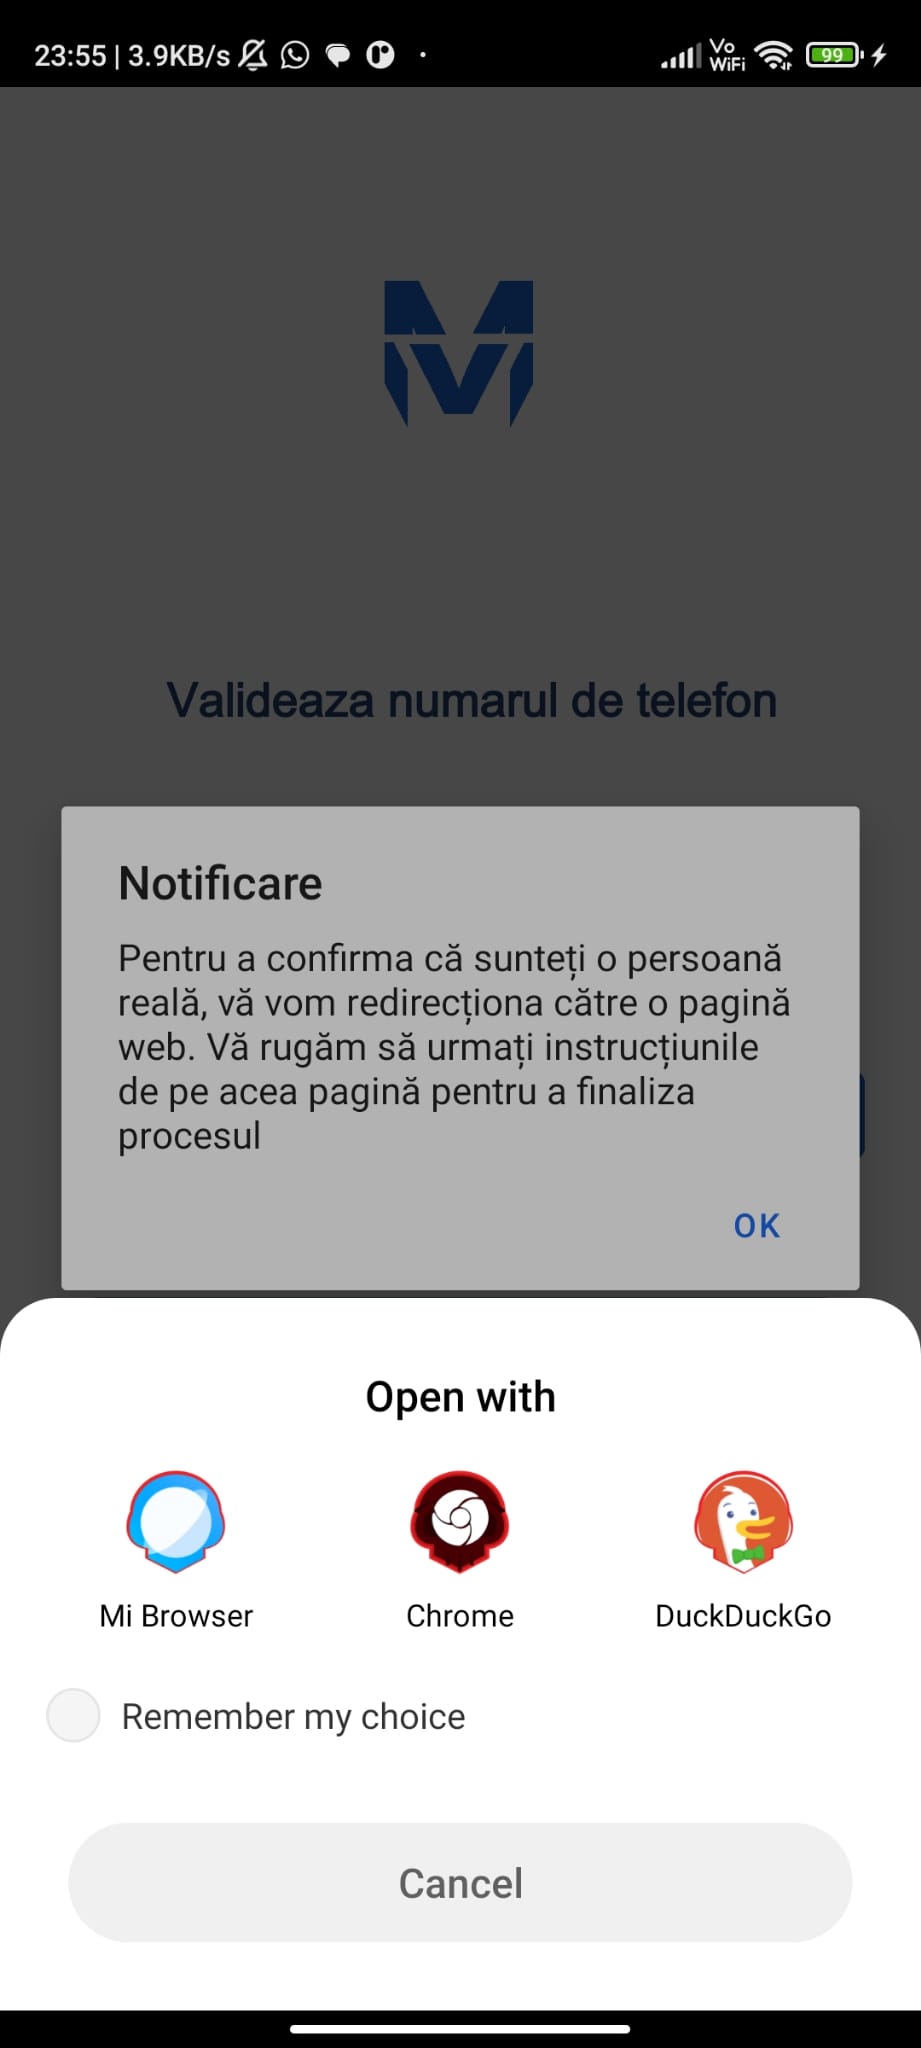 23:55 | 3.9KB/s
Vo
WiFi
99
Valideaza numarul de telefon
Notificare
Pentru a confirma că sunteți o persoană
reală, vă vom redirecționa către o pagină
web. Vă rugăm să urmați instrucțiunile
de pe acea pagină pentru a finaliza
procesul
OK
Open with
Mi Browser
Chrome
DuckDuckGo
Remember my choice
Cancel